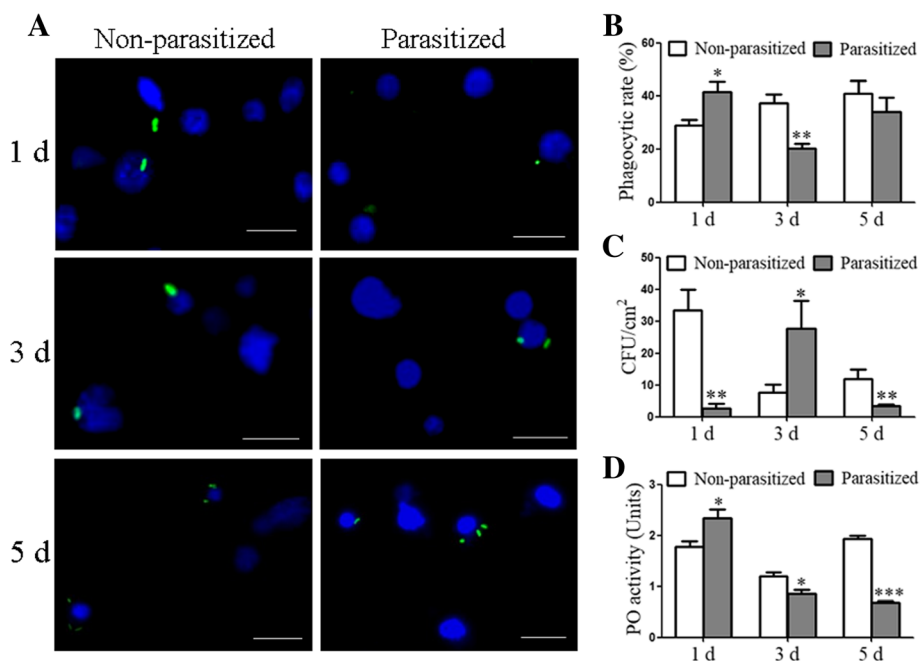 A
Non-parasitized Parasitized
1 d
3 d
5 d
B
Non-parasitized Parasitized
Phagocytic rate (%)
60
40
20
0
*
**
1 d 3 d 5 d
C
Non-parasitized Parasitized
CFU/cm²
50
40
30
20
10
0
**
*
**
1 d 3 d 5 d
D
Non-parasitized Parasitized
PO activity (Units)
3
2
1
0
*
*
***
1 d 3 d 5 d